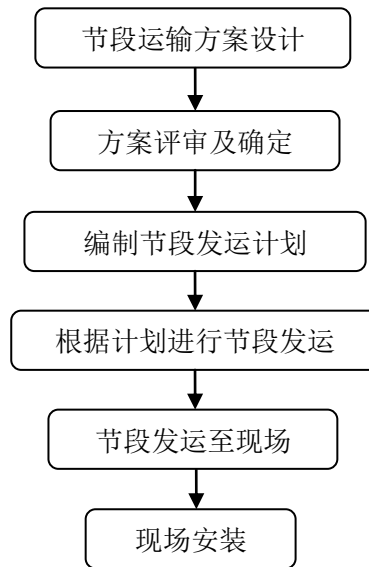 节段运输方案设计
方案评审及确定
编制节段发运计划
根据计划进行节段发运
节段发运至现场
现场安装